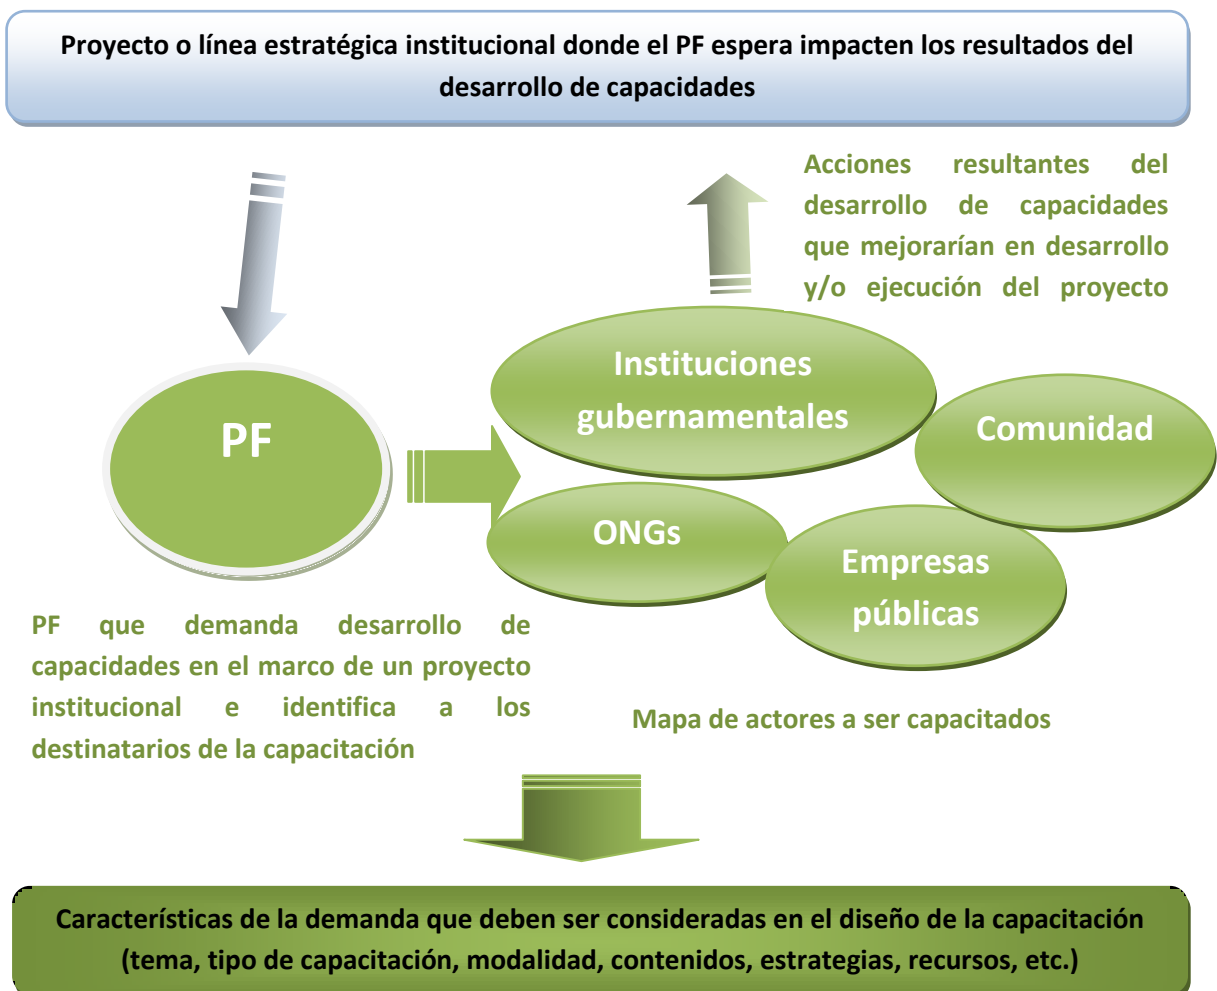 Proyecto o línea estratégica institucional donde el PF espera impacten los resultados del
desarrollo de capacidades
Acciones resultantes del
desarrollo de capacidades
que mejorarían en desarrollo
y/o ejecución del proyecto
PF
Instituciones
gubernamentales
Comunidad
ONGs
Empresas
públicas
PF que demanda desarrollo de
capacidades en el marco de un proyecto
institucional e identifica a los
destinatarios de la capacitación
Mapa de actores a ser capacitados
Características de la demanda que deben ser consideradas en el diseño de la capacitación
(tema, tipo de capacitación, modalidad, contenidos, estrategias, recursos, etc.)